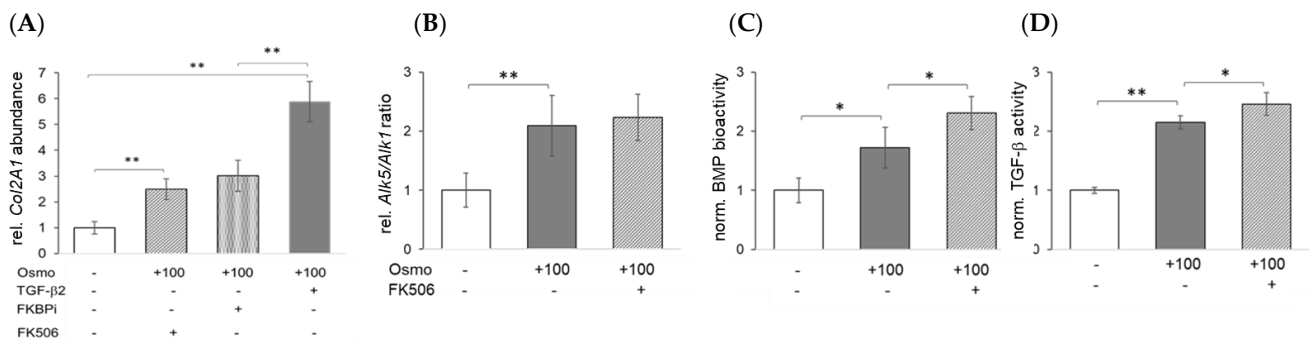 (A)
rel. Col2A1 abundance
7
6
5
4
3
2
1
0
**
**
**
Osmo - +100 +100 +100
TGF-β2 - - - +
FKBPi - - + -
FK506 - + - -
(B)
rel. Alk5/Alk1 ratio
3
2
1
0
**
Osmo - +100 +100
FK506 - - +
(C)
norm. BMP bioactivity
3
2
1
0
*
*
- +100 +100
- - +
(D)
norm. TGF-β activity
3
2
1
0
**
*
- +100 +100
- - +